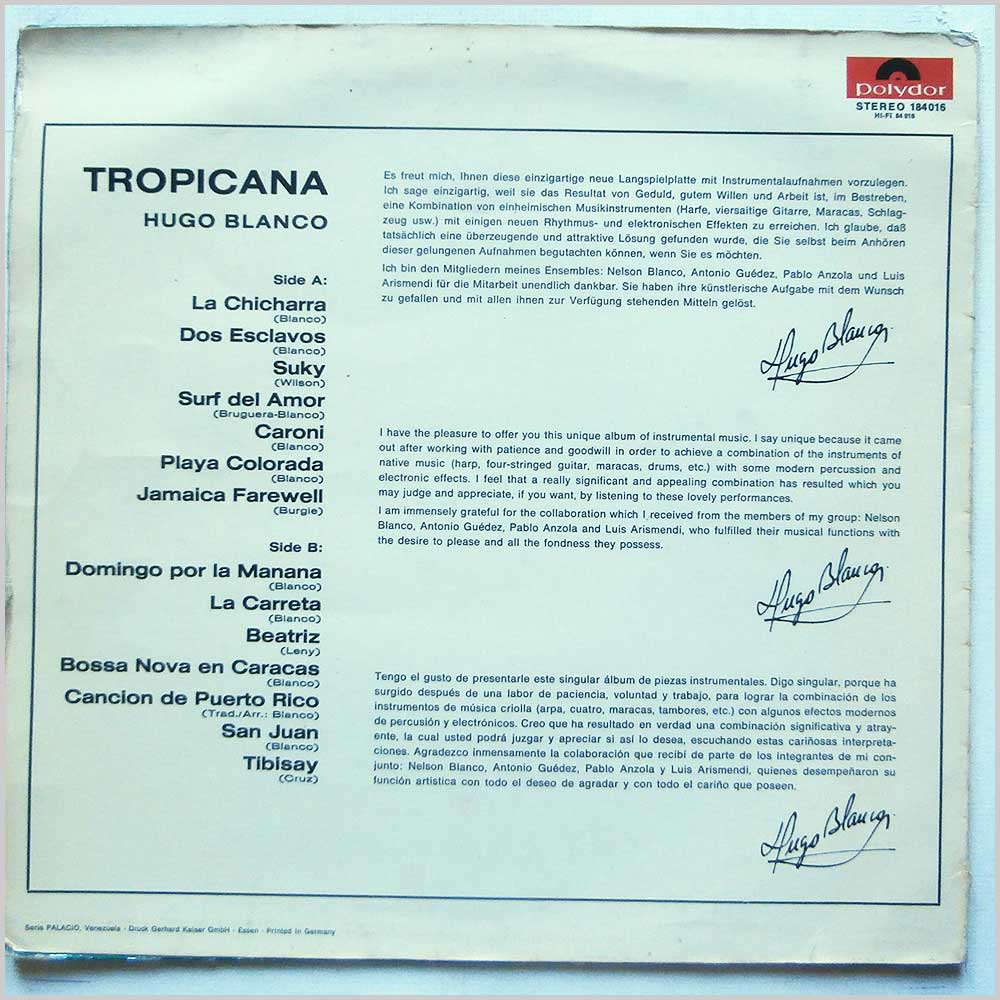 polydor
STEREO 184016
HI-FI 84 016
TROPICANA
HUGO BLANCO
Side A:
La Chicharra
(Blanco)
Dos Esclavos
(Blanco)
Suky
(Wilson)
Surf del Amor
(Bruguera-Blanco)
Caroni
(Blanco)
Playa Colorada
(Blanco)
Jamaica Farewell
(Burgie)
Side B:
Domingo por la Manana
(Blanco)
La Carreta
(Blanco)
Beatriz
(Leny)
Bossa Nova en Caracas
(Blanco)
Cancion de Puerto Rico
(Trad./Arr.: Blanco)
San Juan
(Blanco)
Tibisay
(Cruz)
Es freut mich, Ihnen diese einzigartige neue Langspielplatte mit Instrumentalaufnahmen vorzulegen.
Ich sage einzigartig, weil sie das Resultat von Geduld, gutem Willen und Arbeit ist, im Bestreben,
eine Kombination von einheimischen Musikinstrumenten (Harfe, viersaitige Gitarre, Maracas, Schlag-
zeug usw.) mit einigen neuen Rhythmus- und elektronischen Effekten zu erreichen. Ich glaube, daß
tatsächlich eine überzeugende und attraktive Lösung gefunden wurde, die Sie selbst beim Anhören
dieser gelungenen Aufnahmen begutachten können, wenn Sie es möchten.
Ich bin den Mitgliedern meines Ensembles: Nelson Blanco, Antonio Guédez, Pablo Anzola und Luis
Arismendi für die Mitarbeit unendlich dankbar. Sie haben ihre künstlerische Aufgabe mit dem Wunsch
zu gefallen und mit allen ihnen zur Verfügung stehenden Mitteln gelöst.
Hugo Blanco
I have the pleasure to offer you this unique album of instrumental music. I say unique because it came
out after working with patience and goodwill in order to achieve a combination of the instruments of
native music (harp, four-stringed guitar, maracas, drums, etc.) with some modern percussion and
electronic effects. I feel that a really significant and appealing combination has resulted which you
may judge and appreciate, if you want, by listening to these lovely performances.
I am immensely grateful for the collaboration which I received from the members of my group: Nelson
Blanco, Antonio Guédez, Pablo Anzola and Luis Arismendi, who fulfilled their musical functions with
the desire to please and all the fondness they possess.
Hugo Blanco
Tengo el gusto de presentarle este singular álbum de piezas instrumentales. Digo singular, porque ha
surgido después de una labor de paciencia, voluntad y trabajo, para lograr la combinación de los
instrumentos de música criolla (arpa, cuatro, maracas, tambores, etc.) con algunos efectos modernos
de percusión y electrónicos. Creo que ha resultado en verdad una combinación significativa y atray-
ente, la cual usted podrá juzgar y apreciar si así lo desea, escuchando estas cariñosas interpreta-
ciones. Agradezco inmensamente la colaboración que recibí de parte de los integrantes de mi con-
junto: Nelson Blanco, Antonio Guédez, Pablo Anzola y Luis Arismendi, quienes desempeñaron su
función artistica con todo el deseo de agradar y con todo el cariño que poseen.
Hugo Blanco
Serie PALACIO, Venezuela · Druck Gerhard Kaiser GmbH · Essen · Printed in Germany